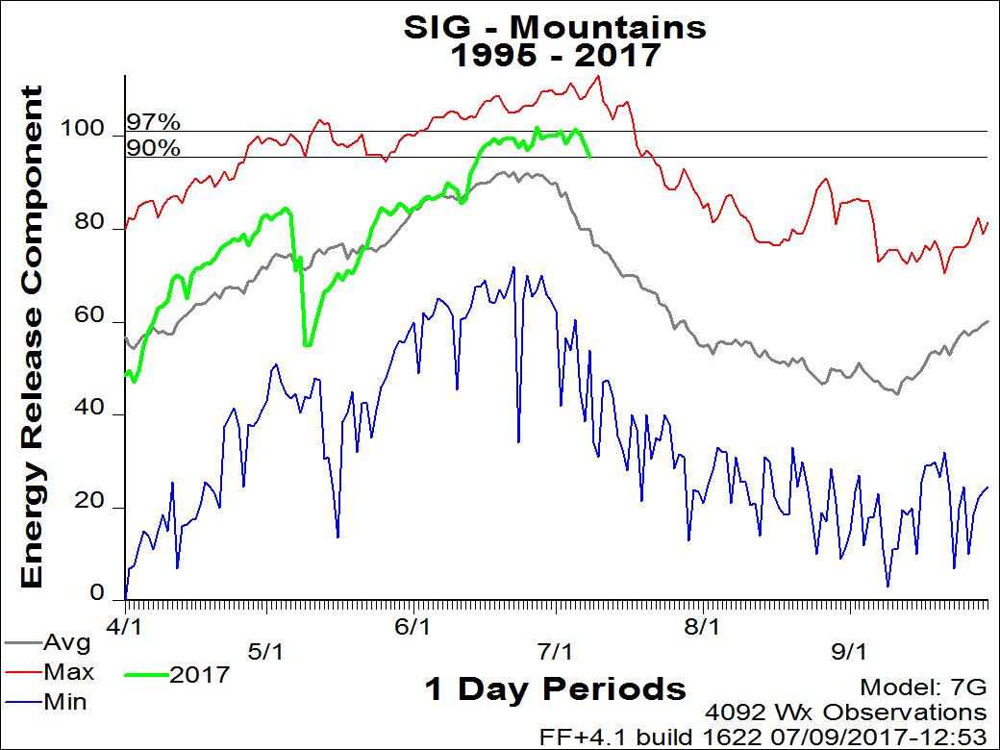 SIG - Mountains
1995 - 2017
Energy Release Component
100
80
60
40
20
0
97%
90%
4/1
5/1
6/1
7/1
8/1
9/1
Avg
Max
Min
2017
1 Day Periods
Model: 7G
4092 Wx Observations
FF+4.1 build 1622 07/09/2017-12:53